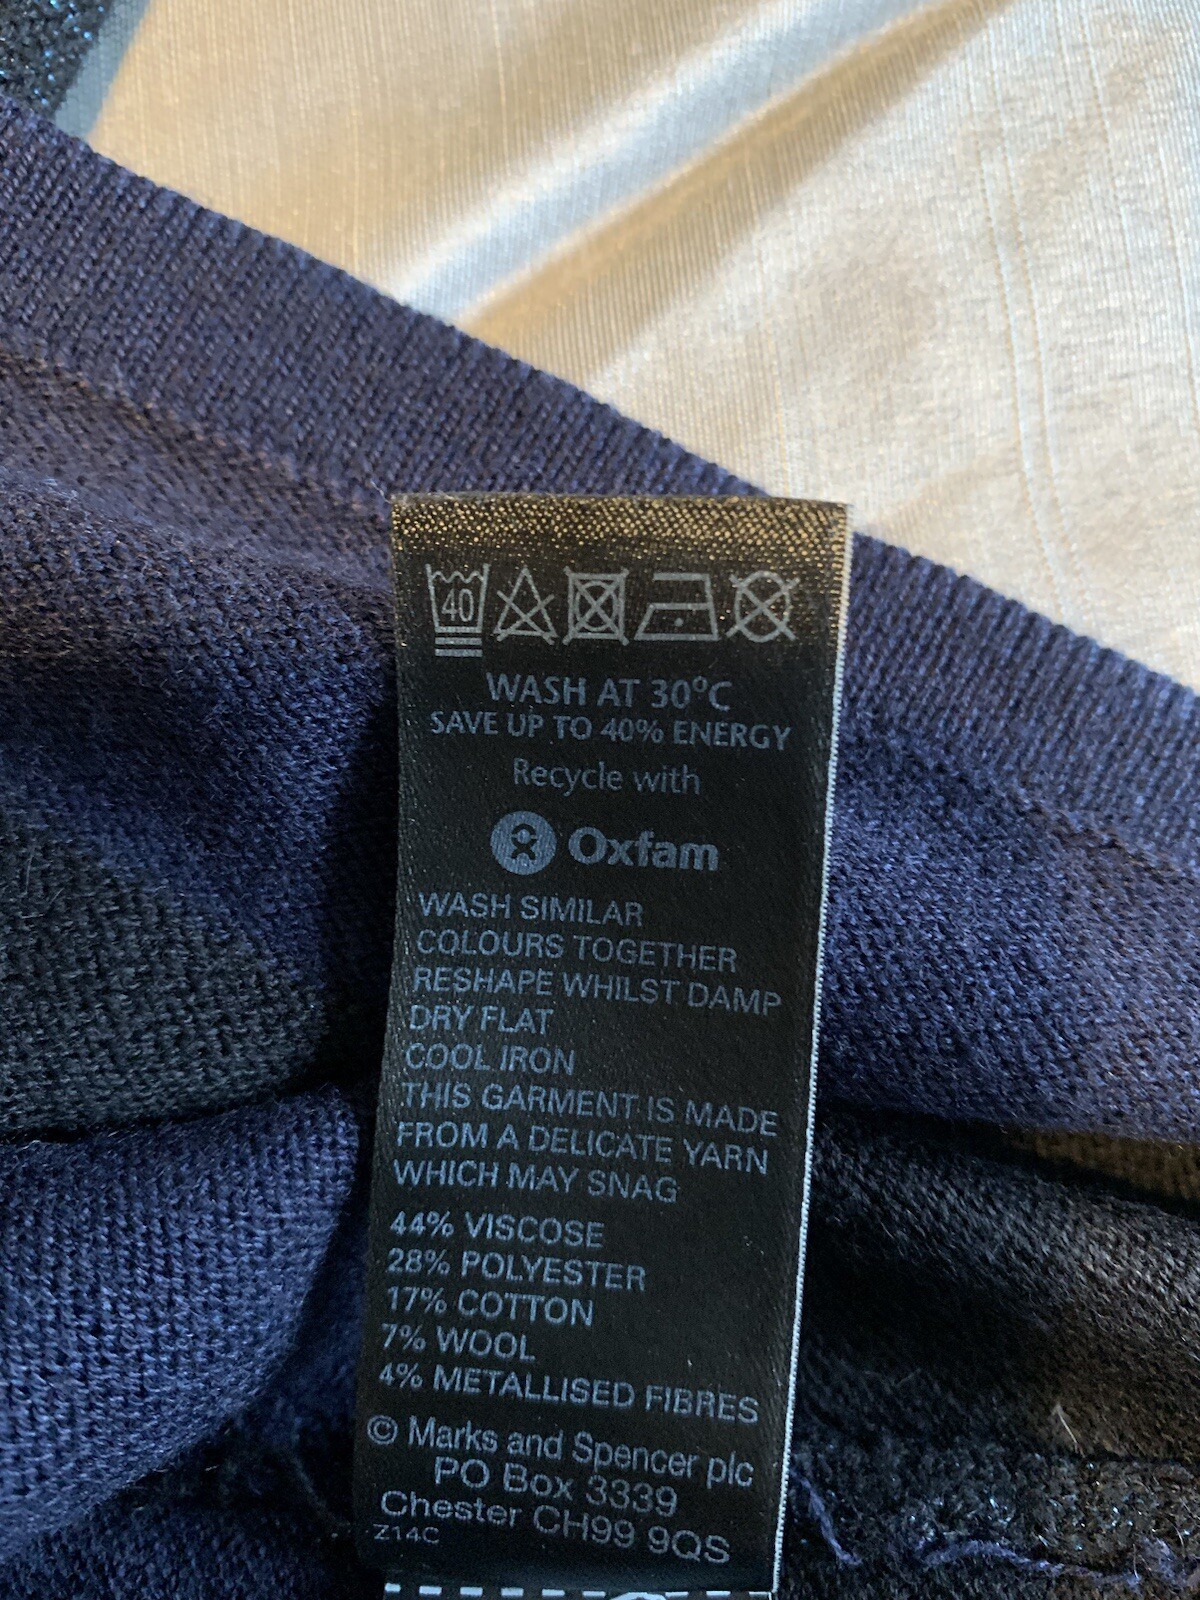 40
WASH AT 30°C
SAVE UP TO 40% ENERGY
Recycle with
Oxfam
WASH SIMILAR
COLOURS TOGETHER
RESHAPE WHILST DAMP
DRY FLAT
COOL IRON
THIS GARMENT IS MADE
FROM A DELICATE YARN
WHICH MAY SNAG
44% VISCOSE
28% POLYESTER
17% COTTON
7% WOOL
4% METALLISED FIBRES
© Marks and Spencer plc
PO Box 3339
Chester CH99 9QS
Z14C